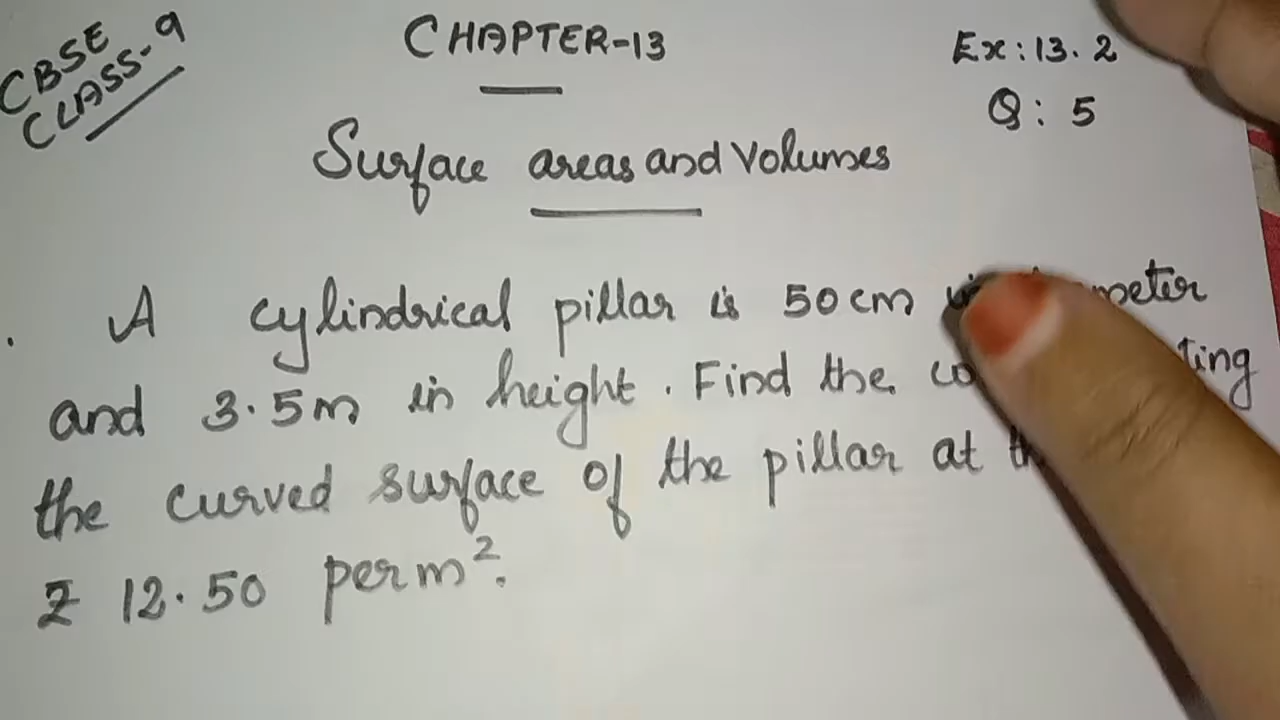 CBSE
CLASS-9
CHAPTER-13
Ex: 13.2
Q: 5
Surface areas and volumes
A cylindrical pillar is 50cm
and 3.5m in height. Find the
the curved surface of the pillar at
₹ 12.50 per m².